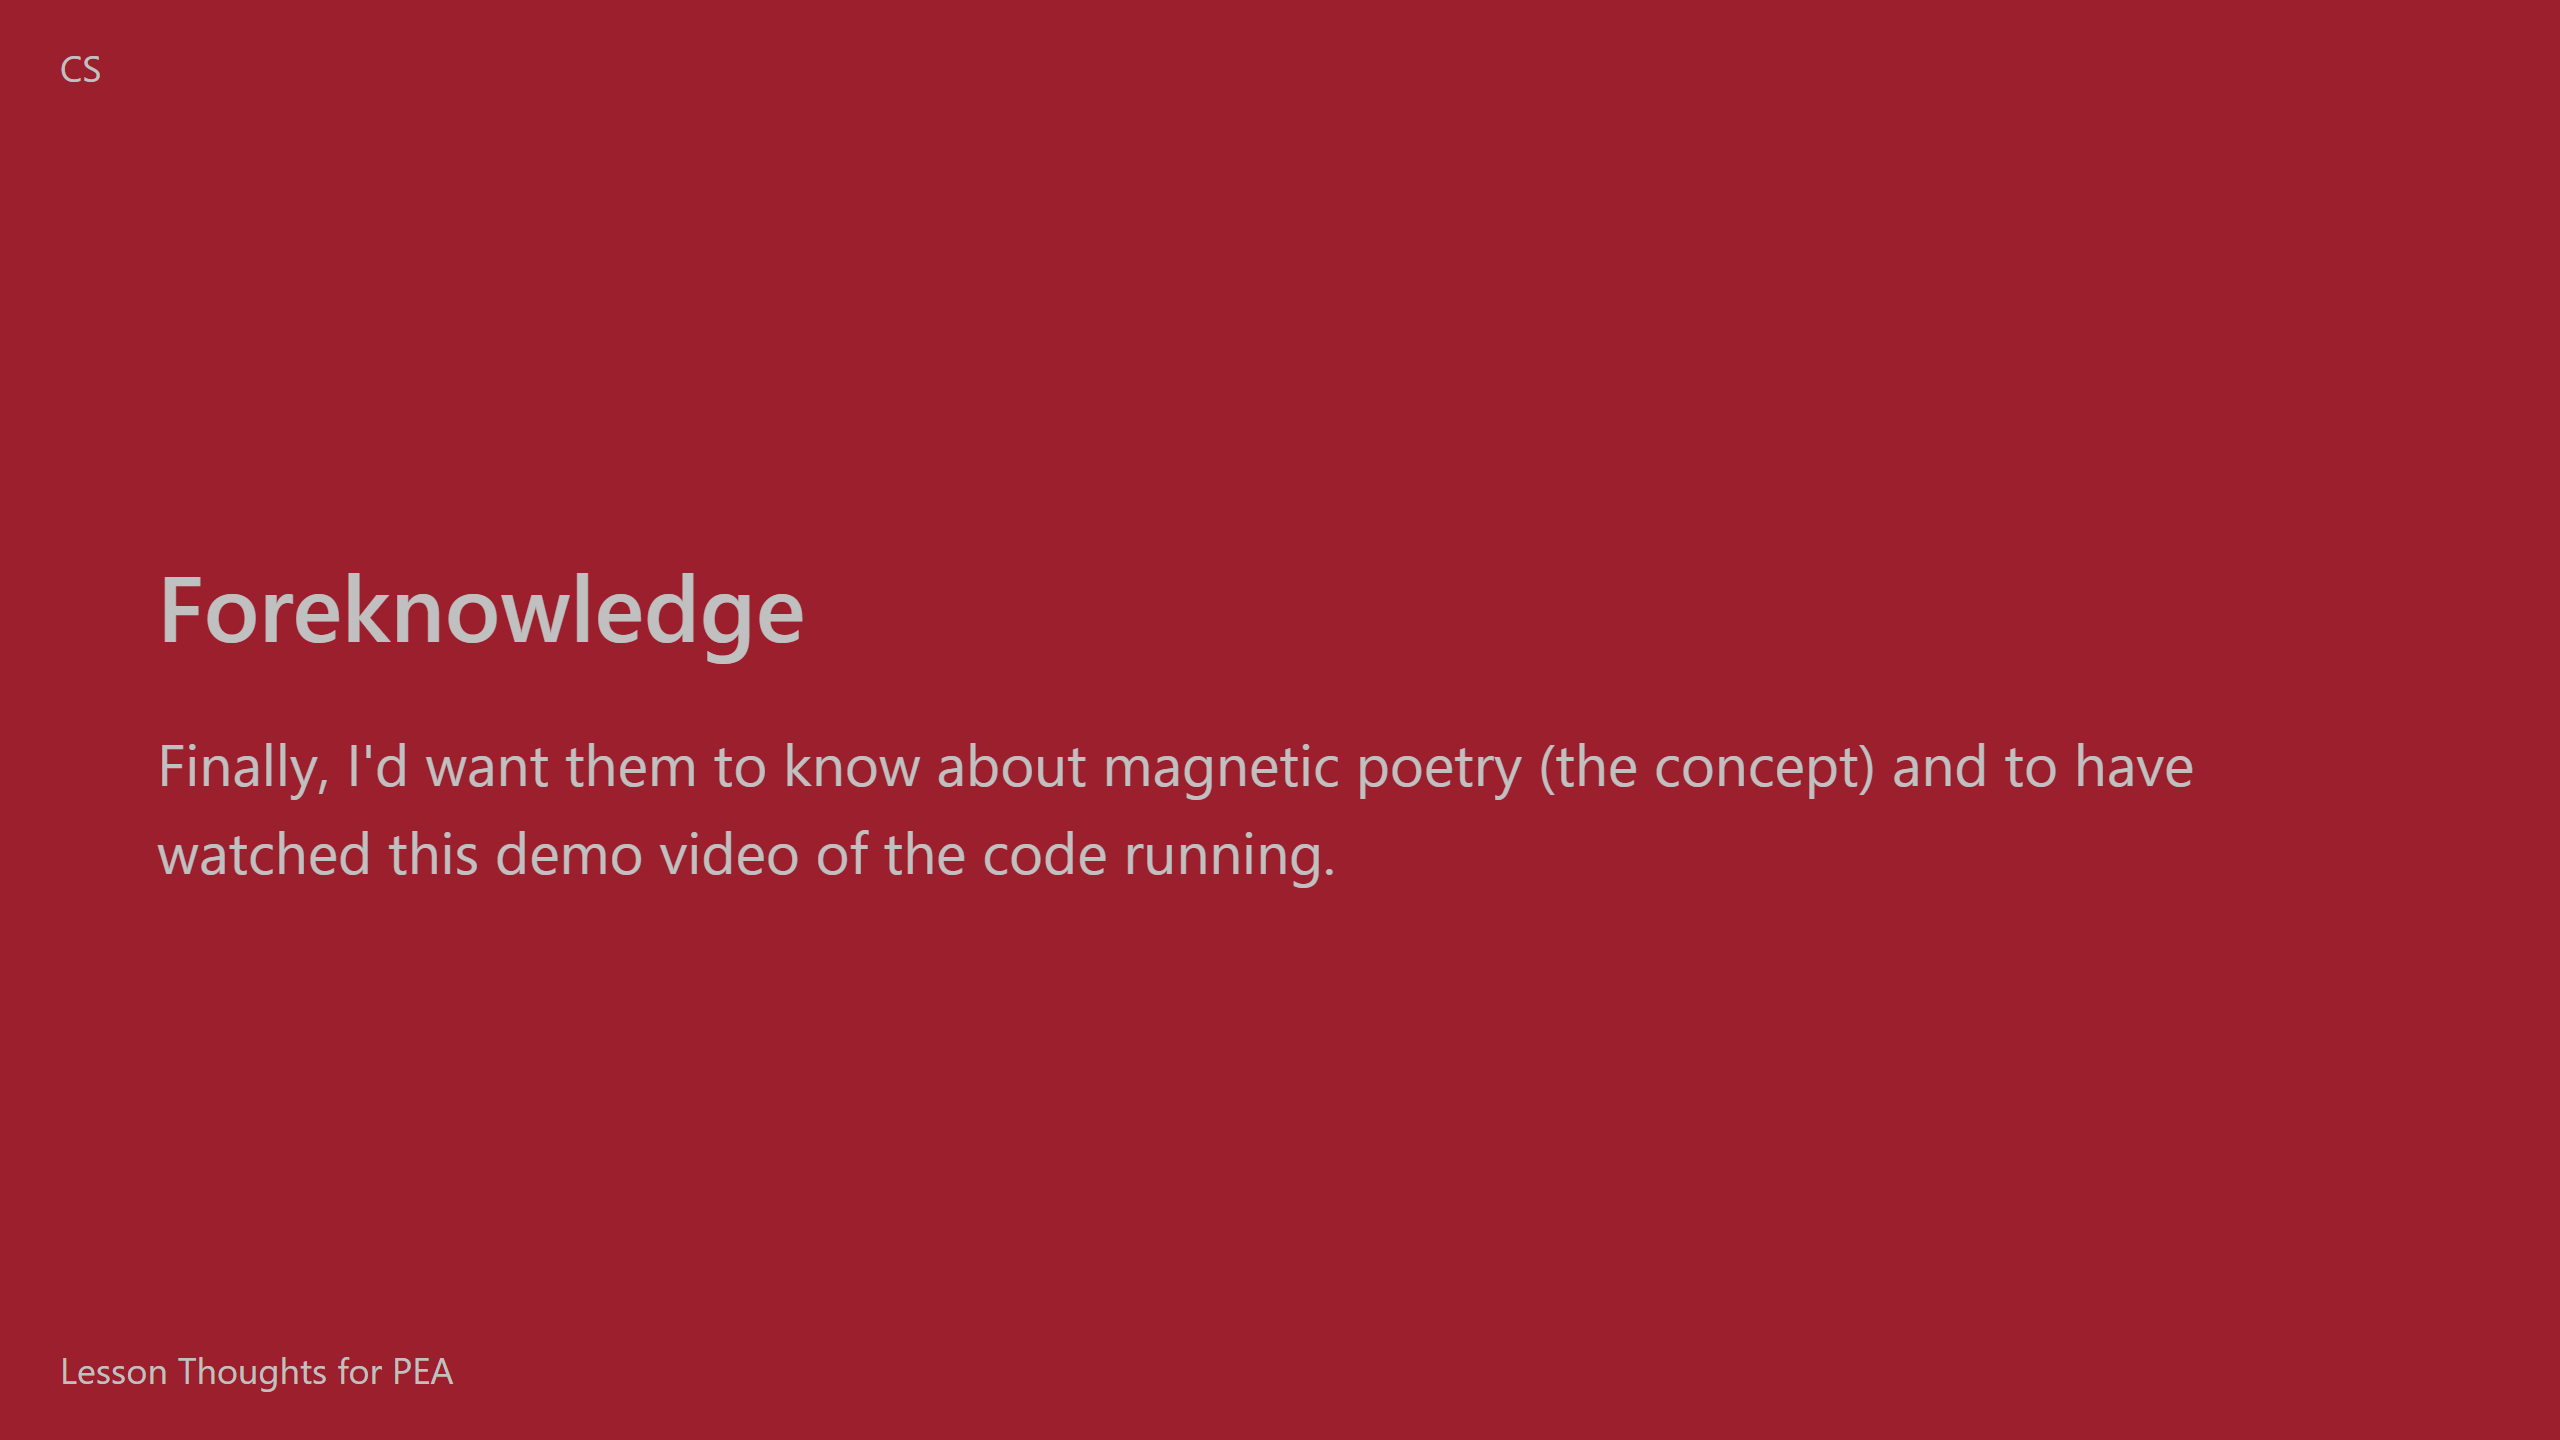 CS
Foreknowledge
Finally, I'd want them to know about magnetic poetry (the concept) and to have
watched this demo video of the code running.
Lesson Thoughts for PEA